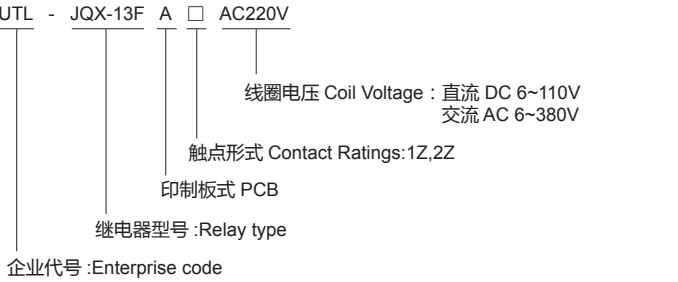 UTL - JQX-13F A □ AC220V
线圈电压 Coil Voltage：直流 DC 6~110V
交流 AC 6~380V
触点形式 Contact Ratings:1Z,2Z
印制板式 PCB
继电器型号 :Relay type
企业代号 :Enterprise code